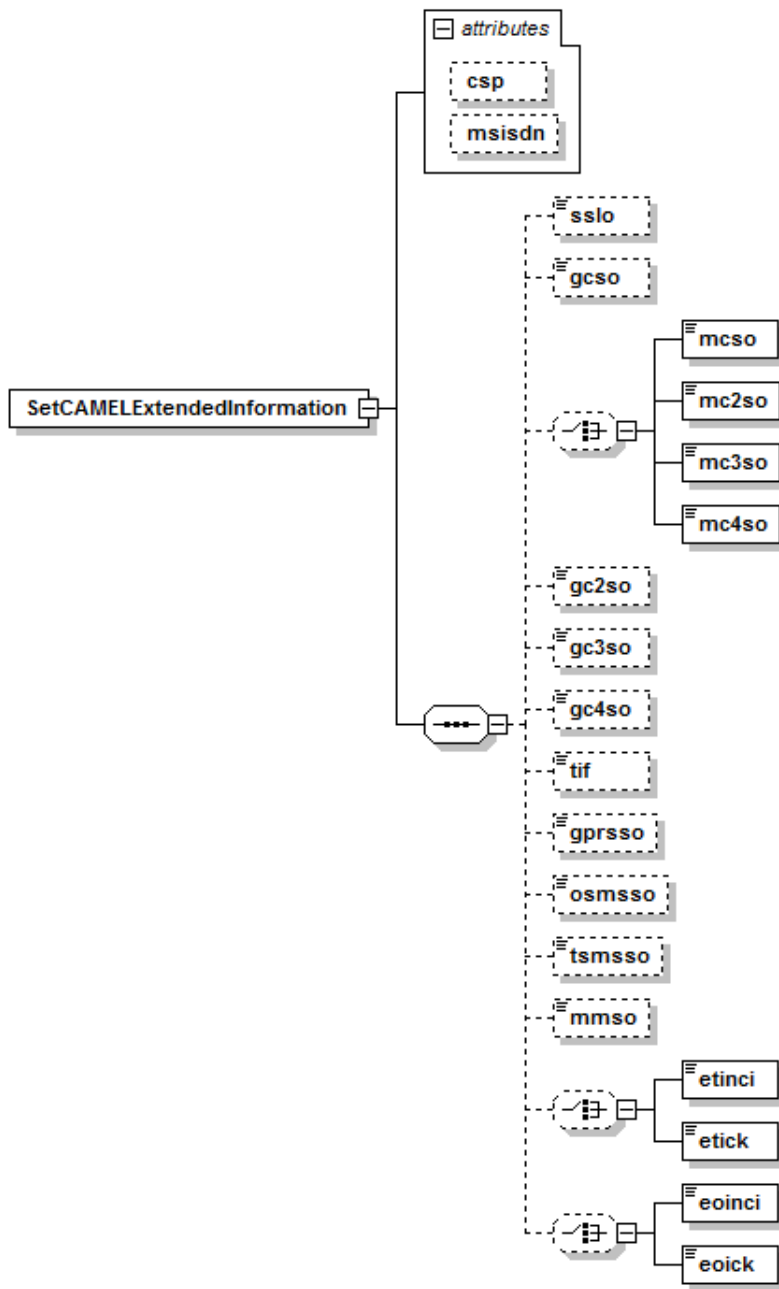 attributes
csp
msisdn
sslo
gcso
mcso
SetCAMELExtendedInformation
mc2so
mc3so
mc4so
gc2so
gc3so
gc4so
tif
gprsso
osmsso
tsmsso
mmso
etinci
etick
eoinci
eoick